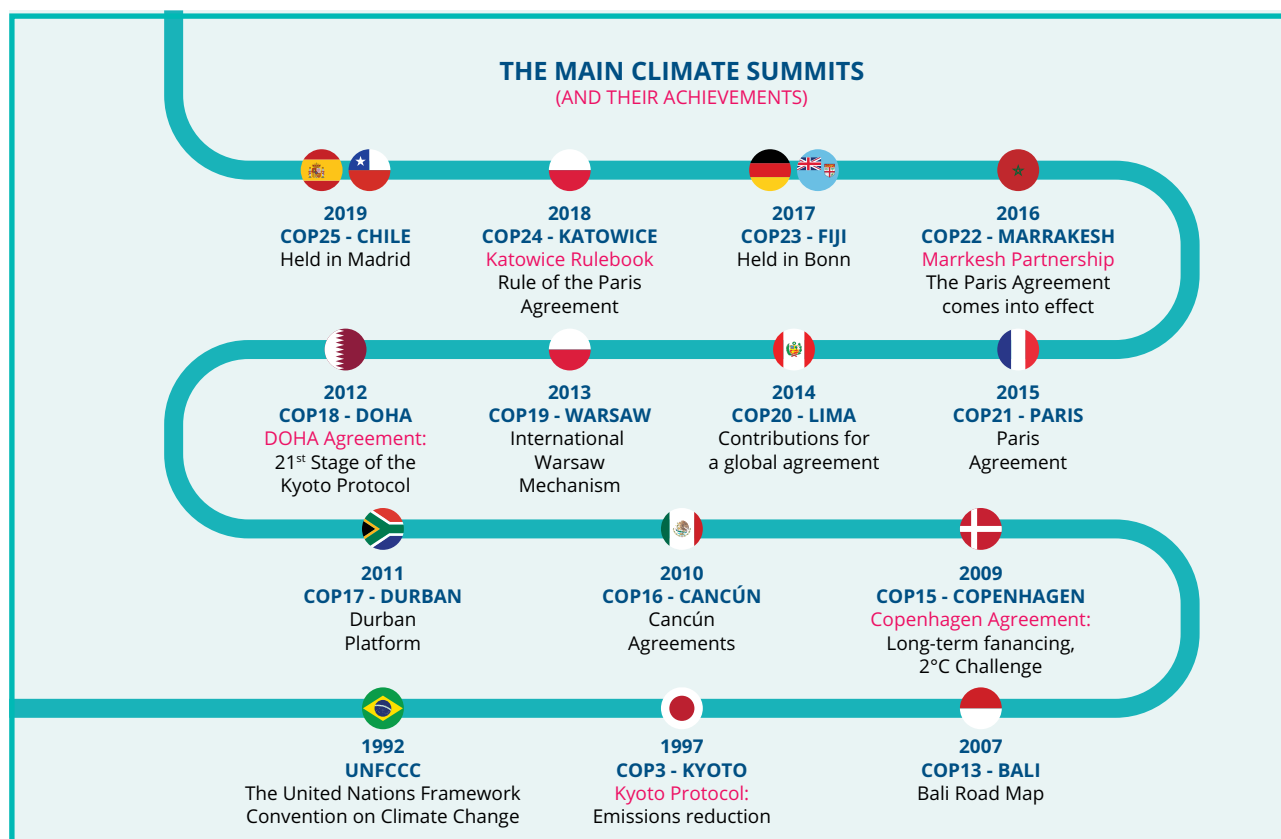 THE MAIN CLIMATE SUMMITS
(AND THEIR ACHIEVEMENTS)
2019
COP25 - CHILE
Held in Madrid
2018
COP24 - KATOWICE
Katowice Rulebook
Rule of the Paris
Agreement
2017
COP23 - FIJI
Held in Bonn
2016
COP22 - MARRAKESH
Marrkesh Partnership
The Paris Agreement
comes into effect
2012
COP18 - DOHA
DOHA Agreement:
21st Stage of the
Kyoto Protocol
2013
COP19 - WARSAW
International
Warsaw
Mechanism
2014
COP20 - LIMA
Contributions for
a global agreement
2015
COP21 - PARIS
Paris
Agreement
2011
COP17 - DURBAN
Durban
Platform
2010
COP16 - CANCÚN
Cancún
Agreements
2009
COP15 - COPENHAGEN
Copenhagen Agreement:
Long-term fanancing,
2°C Challenge
1992
UNFCCC
The United Nations Framework
Convention on Climate Change
1997
COP3 - KYOTO
Kyoto Protocol:
Emissions reduction
2007
COP13 - BALI
Bali Road Map